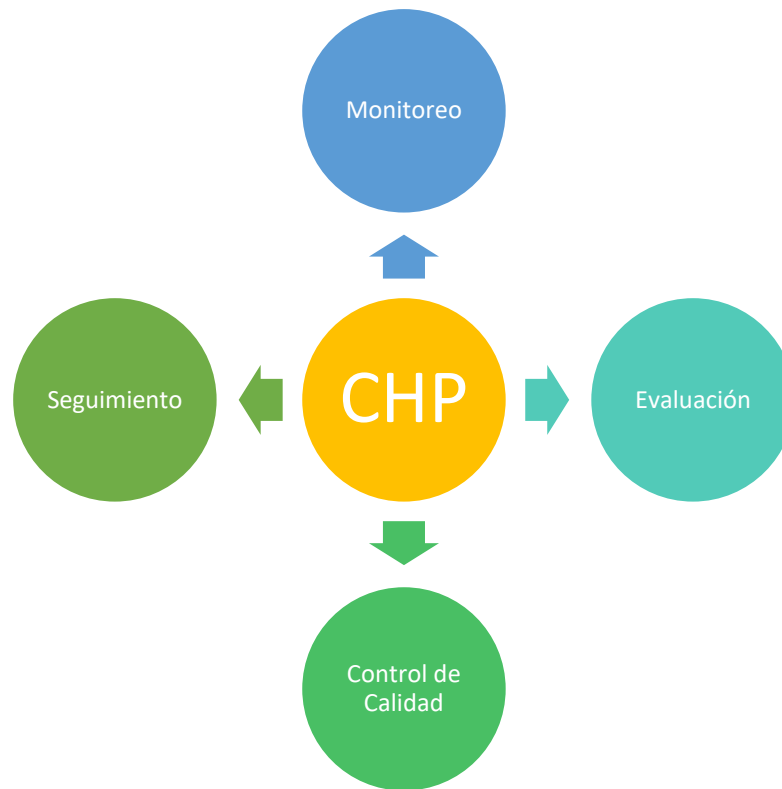 Monitoreo
Seguimiento
CHP
Evaluación
Control de
Calidad